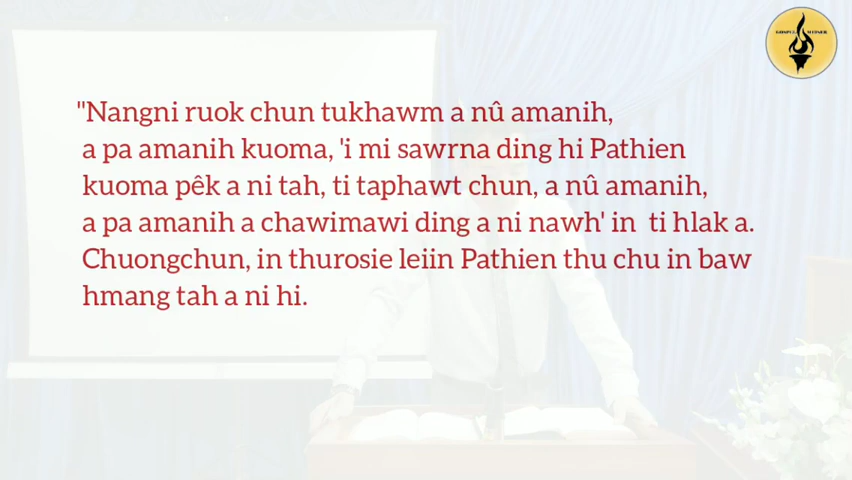 "Nangni ruok chun tukhawm a nû amanih,
a pa amanih kuoma, 'i mi sawrna ding hi Pathien
kuoma pêk a ni tah, ti taphawt chun, a nû amanih,
a pa amanih a chawimawi ding a ni nawh' in ti hlak a.
Chuongchun, in thurosie leiin Pathien thu chu in baw
hmang tah a ni hi.